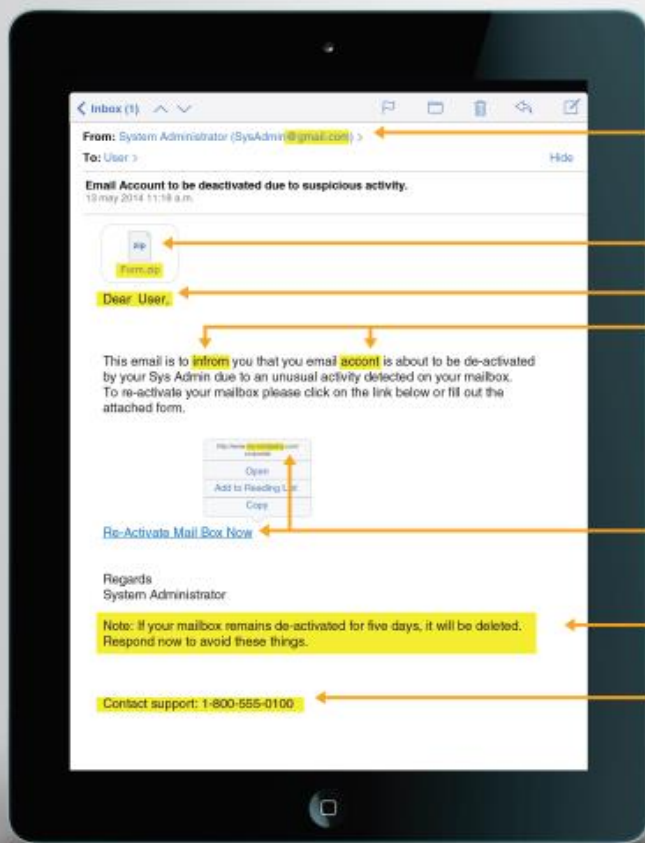 Inbox (1)
From: System Administrator (SysAdmin@gmail.com) >
To: User >
Hide
Email Account to be deactivated due to suspicious activity.
13 may 2014 11:18 a.m.
zip
Form.zip
Dear User,
This email is to infrom you that you email accont is about to be de-activated
by your Sys Admin due to an unusual activity detected on your mailbox.
To re-activate your mailbox please click on the link below or fill out the
attached form.
Open
Add to Reading List
Copy
Re-Activate Mail Box Now
Regards
System Administrator
Note: If your mailbox remains de-activated for five days, it will be deleted.
Respond now to avoid these things.
Contact support: 1-800-555-0100